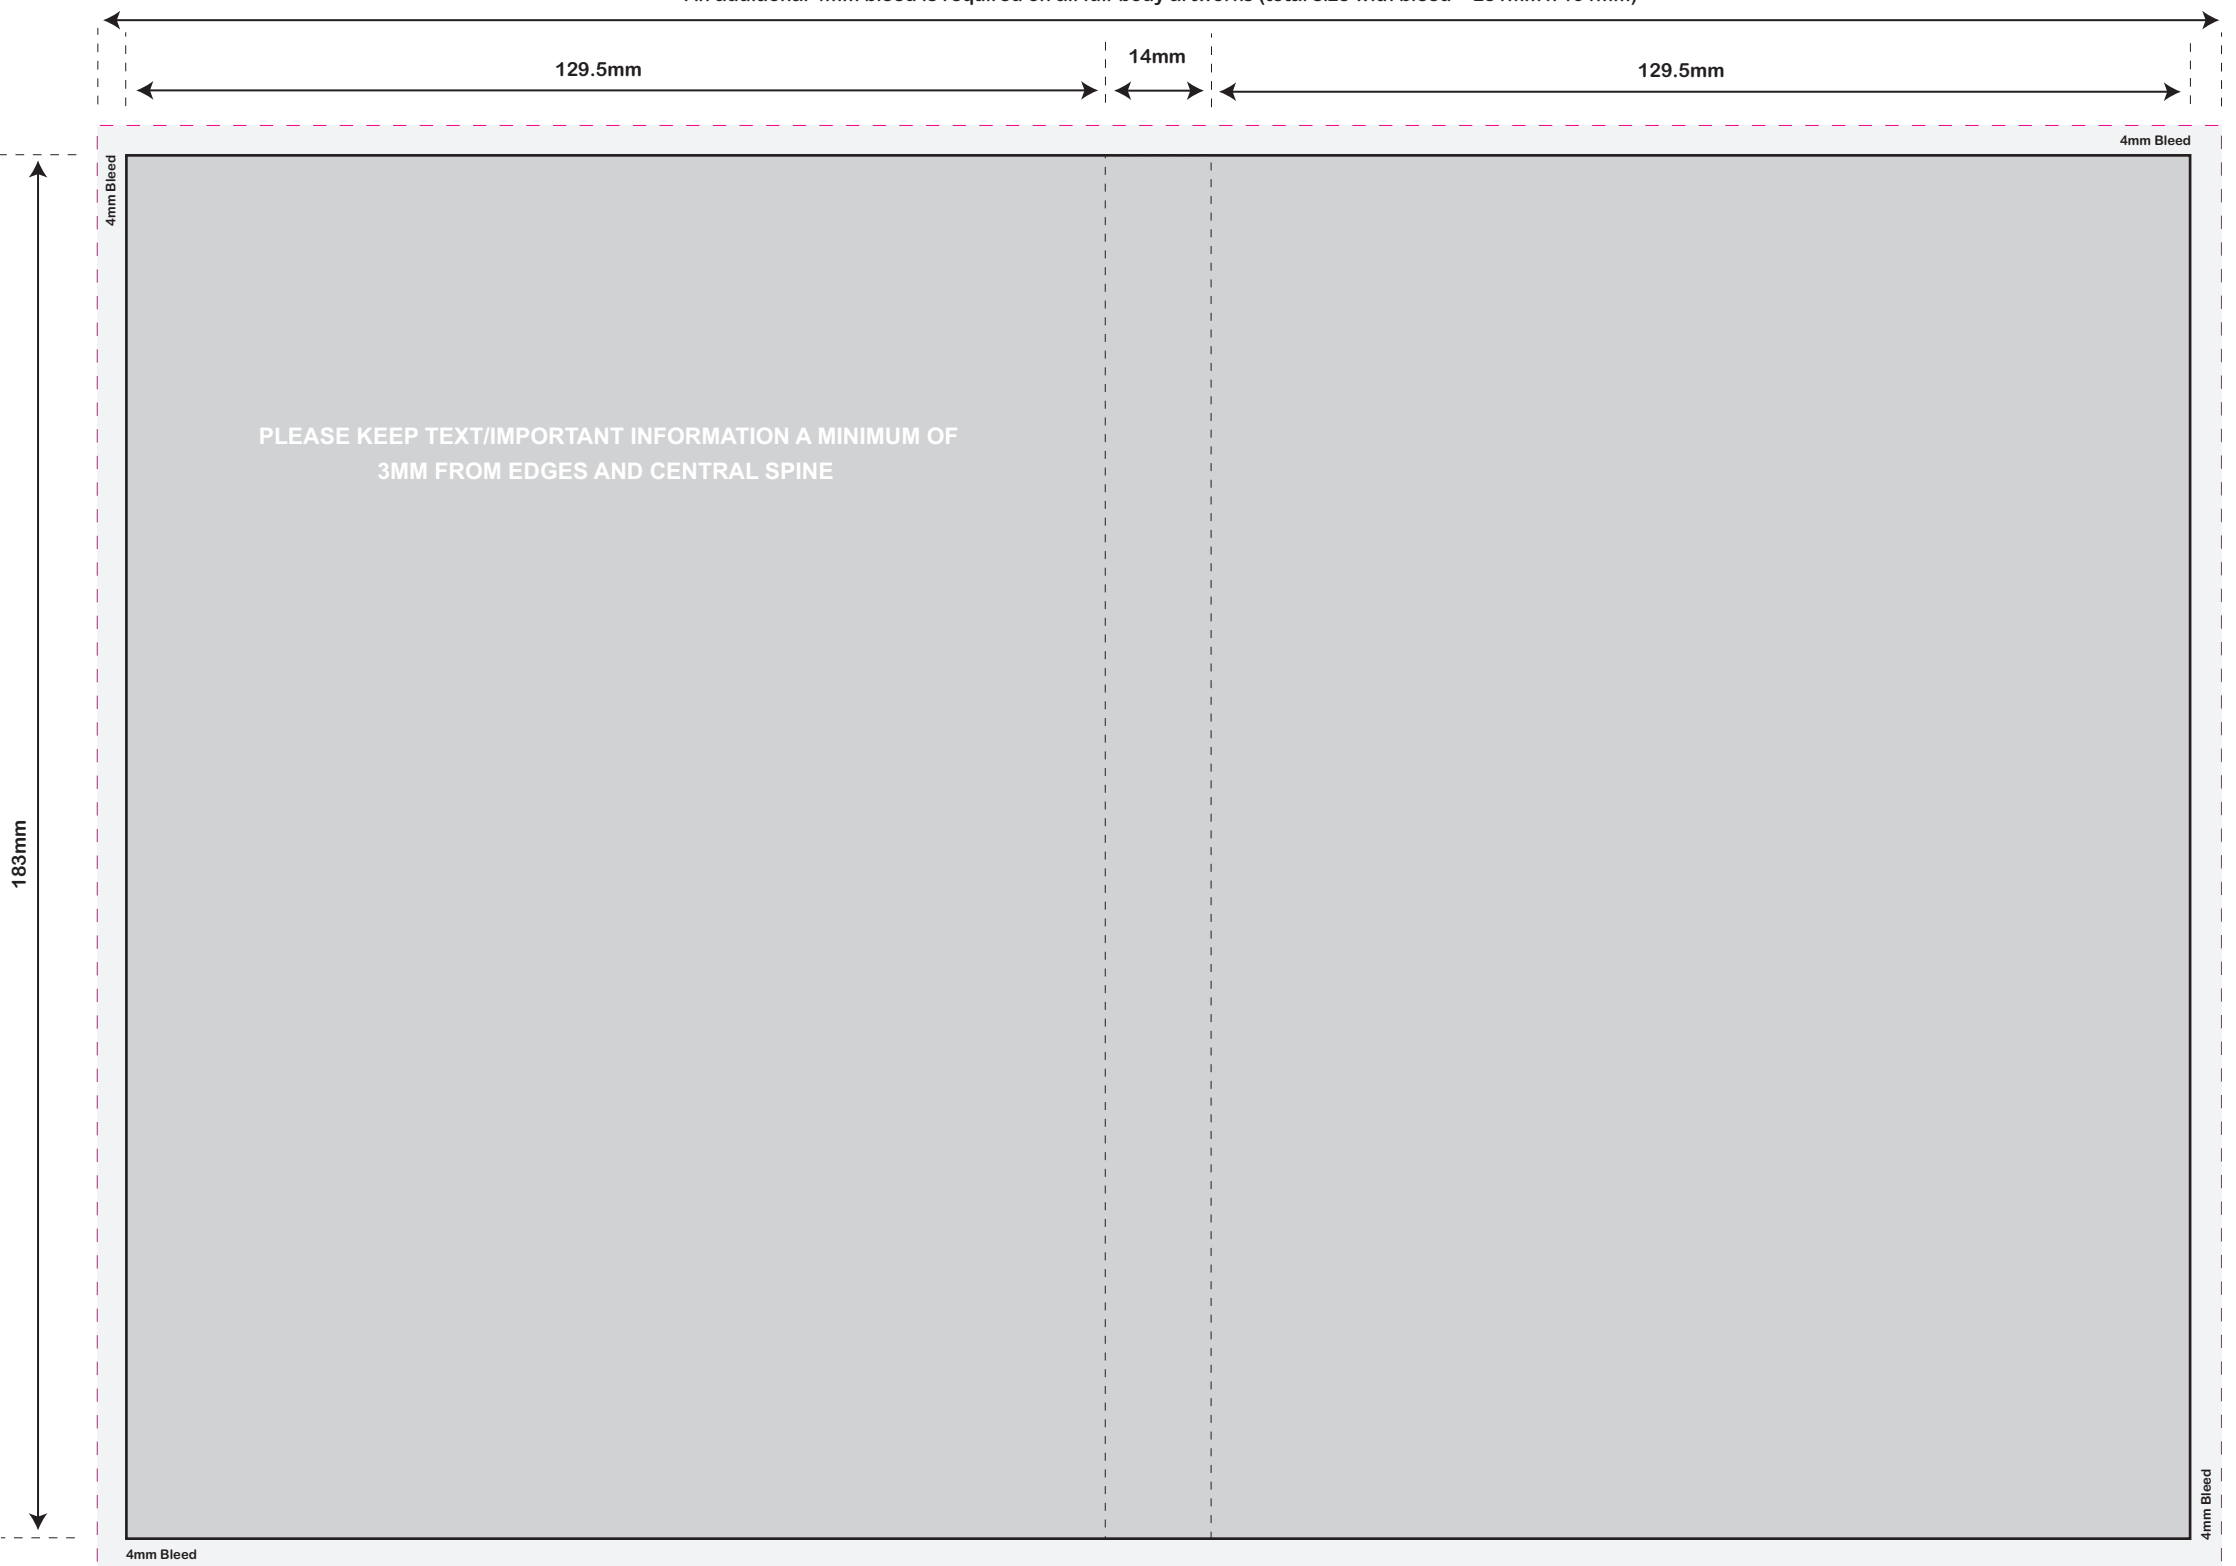 129.5mm
14mm
129.5mm
4mm Bleed
4mm Bleed
PLEASE KEEP TEXT/IMPORTANT INFORMATION A MINIMUM OF
3MM FROM EDGES AND CENTRAL SPINE
183mm
4mm Bleed
4mm Bleed